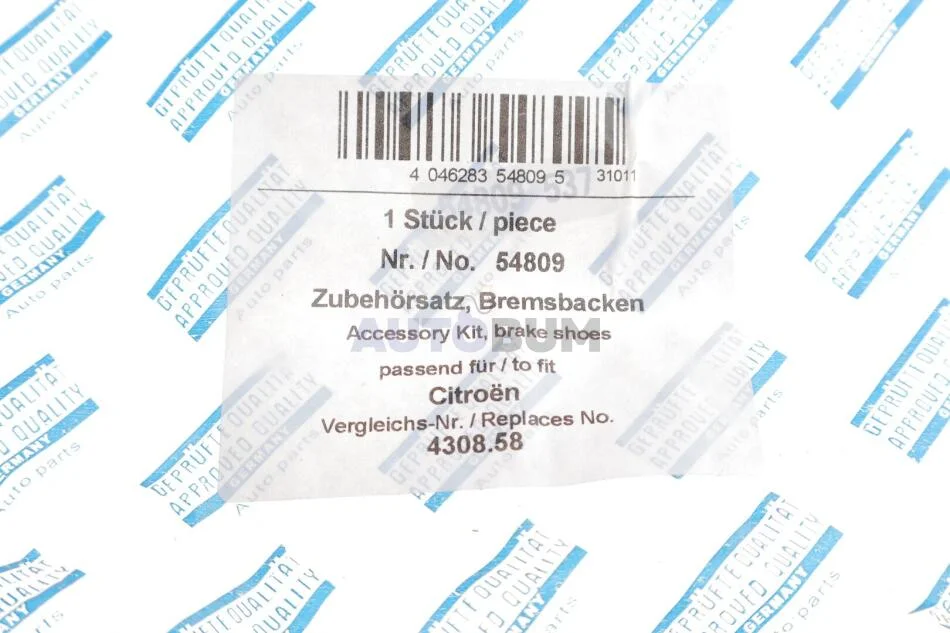 4 046283 54809 5 31011
1 Stück / piece
Nr. / No. 54809
Zubehörsatz, Bremsbacken
Accessory Kit, brake shoes
AUTOBUM
passend für / to fit
Citroën
Vergleichs-Nr. / Replaces No.
4308.58
GEPRÜFTE QUALITÄT
APPROVED QUALITY
GERMANY
Auto parts